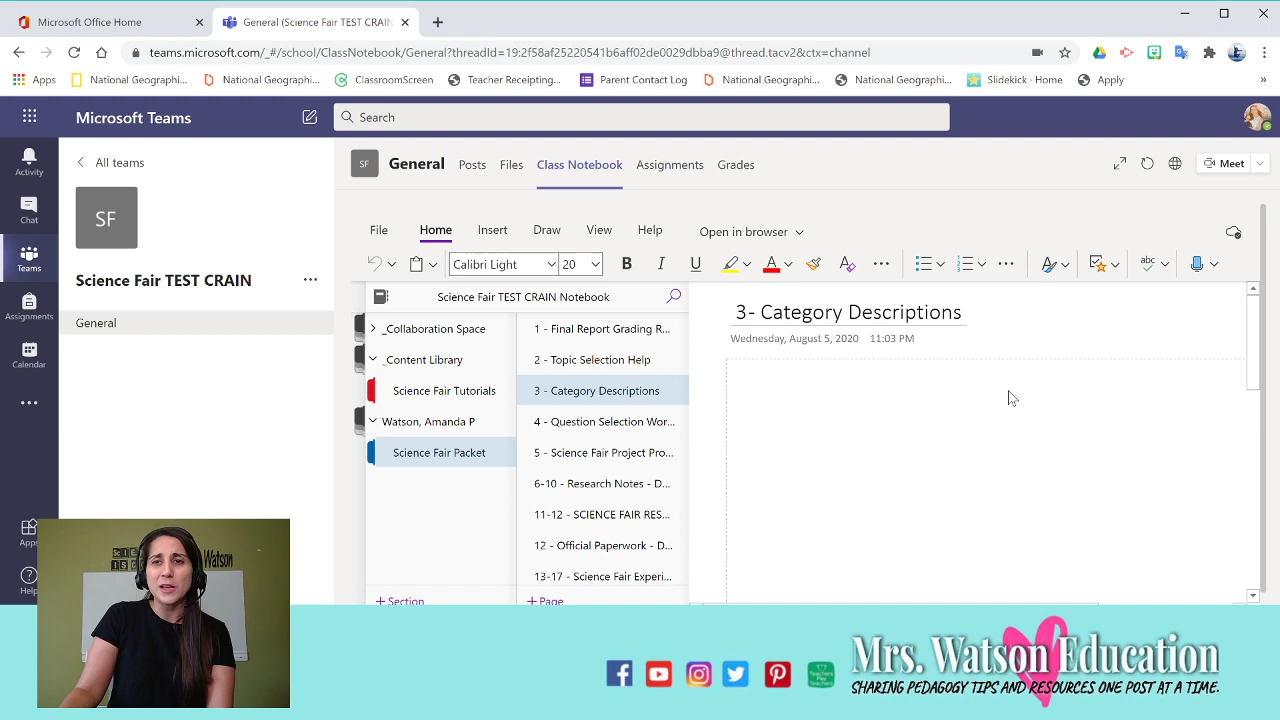 Microsoft Office Home
General (Science Fair TEST CRAIN
teams.microsoft.com/_#/school/ClassNotebook/General?threadId=19:2f58af25220541b6aff02de0029dbba9@thread.tacv2&ctx=channel
Apps National Geographi... National Geographi... ClassroomScreen Teacher Receipting... Parent Contact Log National Geographi... National Geographi... Slidekick · Home Apply »
Microsoft Teams
Search
Activity
Chat
Teams
Assignments
Calendar
Apps
Help
All teams
SF
Science Fair TEST CRAIN
General
SF General Posts Files Class Notebook Assignments Grades
Meet
File Home Insert Draw View Help Open in browser
Calibri Light 20 B I U A A abc
Science Fair TEST CRAIN Notebook
_Collaboration Space
_Content Library
Science Fair Tutorials
Watson, Amanda P
Science Fair Packet
+ Section
1 - Final Report Grading R...
2 - Topic Selection Help
3 - Category Descriptions
4 - Question Selection Wor...
5 - Science Fair Project Pro...
6-10 - Research Notes - D...
11-12 - SCIENCE FAIR RES...
12 - Official Paperwork - D...
13-17 - Science Fair Experi...
+ Page
3- Category Descriptions
Wednesday, August 5, 2020 11:03 PM
Watson
Mrs. Watson Education
SHARING PEDAGOGY TIPS AND RESOURCES ONE POST AT A TIME.